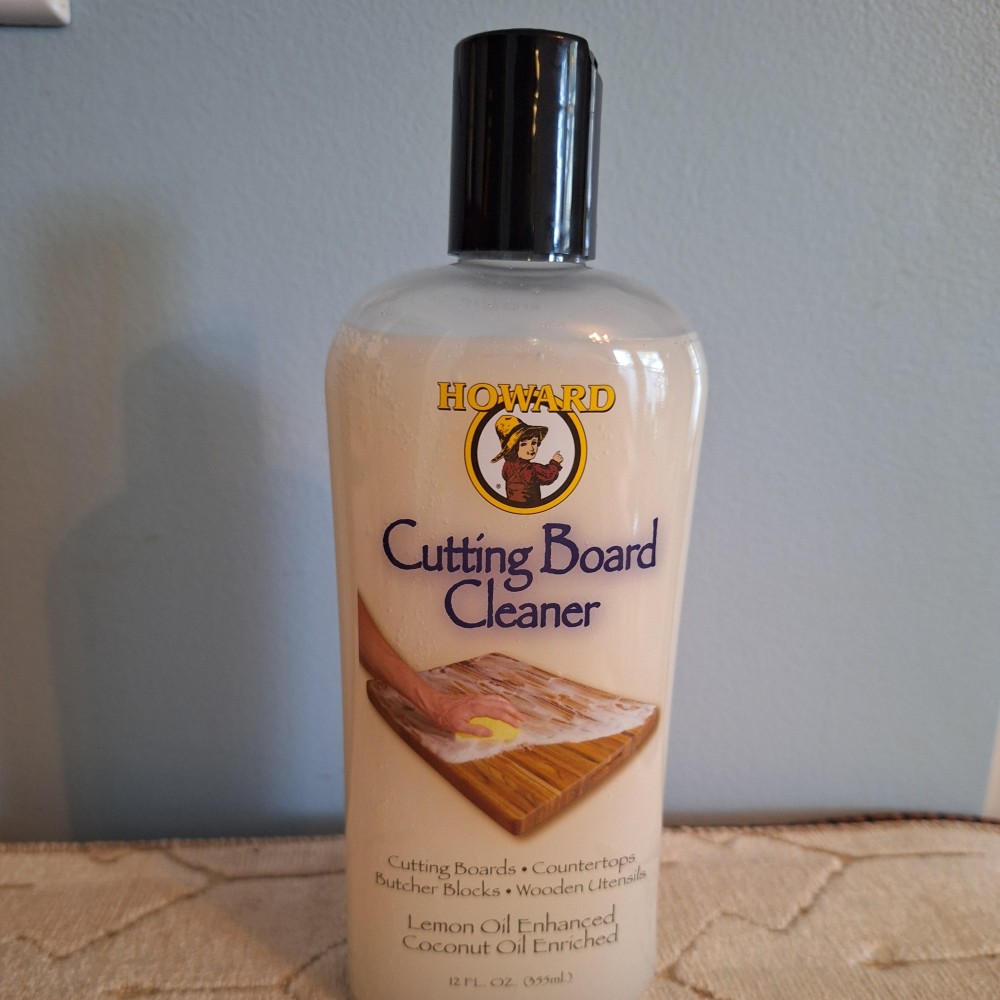 HOWARD
®
Cutting Board
Cleaner
Cutting Boards • Countertops
Butcher Blocks • Wooden Utensils
Lemon Oil Enhanced
Coconut Oil Enriched
12 FL. OZ. (355ml.)